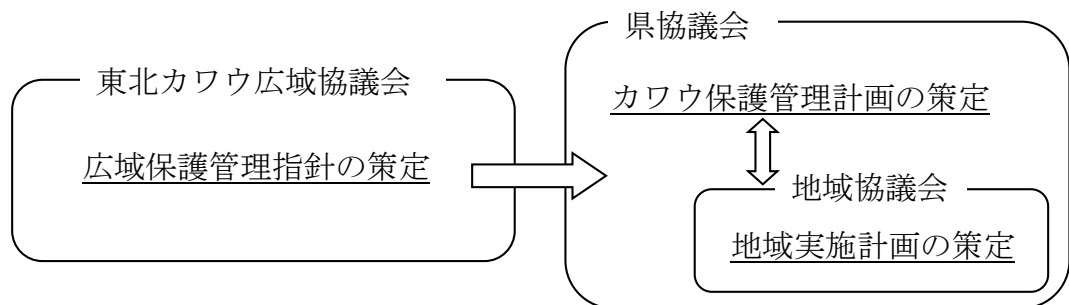 県協議会
東北カワウ広域協議会
カワウ保護管理計画の策定
広域保護管理指針の策定
地域協議会
地域実施計画の策定